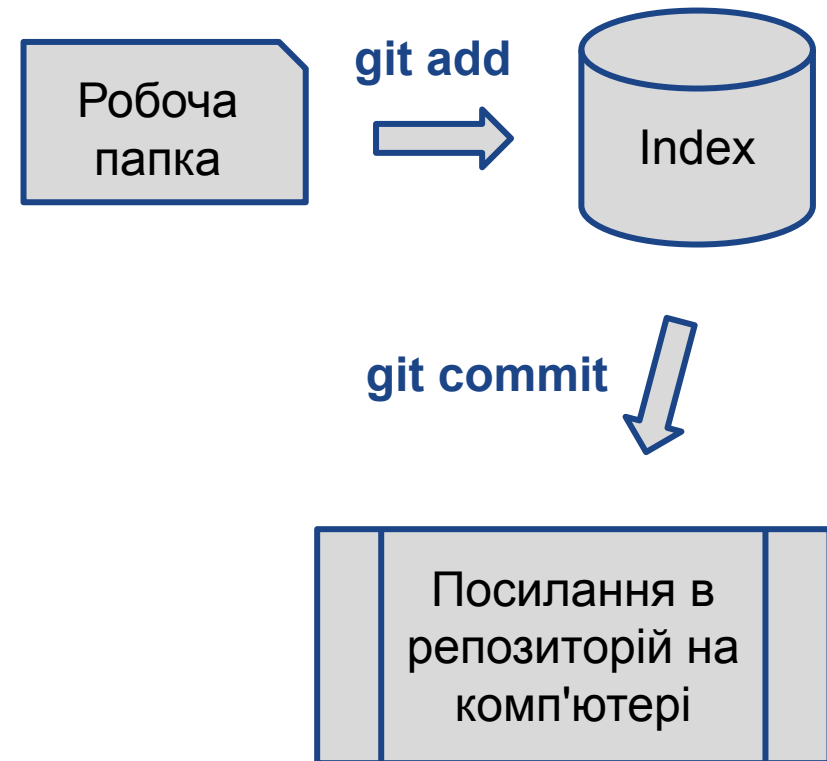 Робоча
папка
git add
Index
git commit
Посилання в
репозиторій на
комп'ютері